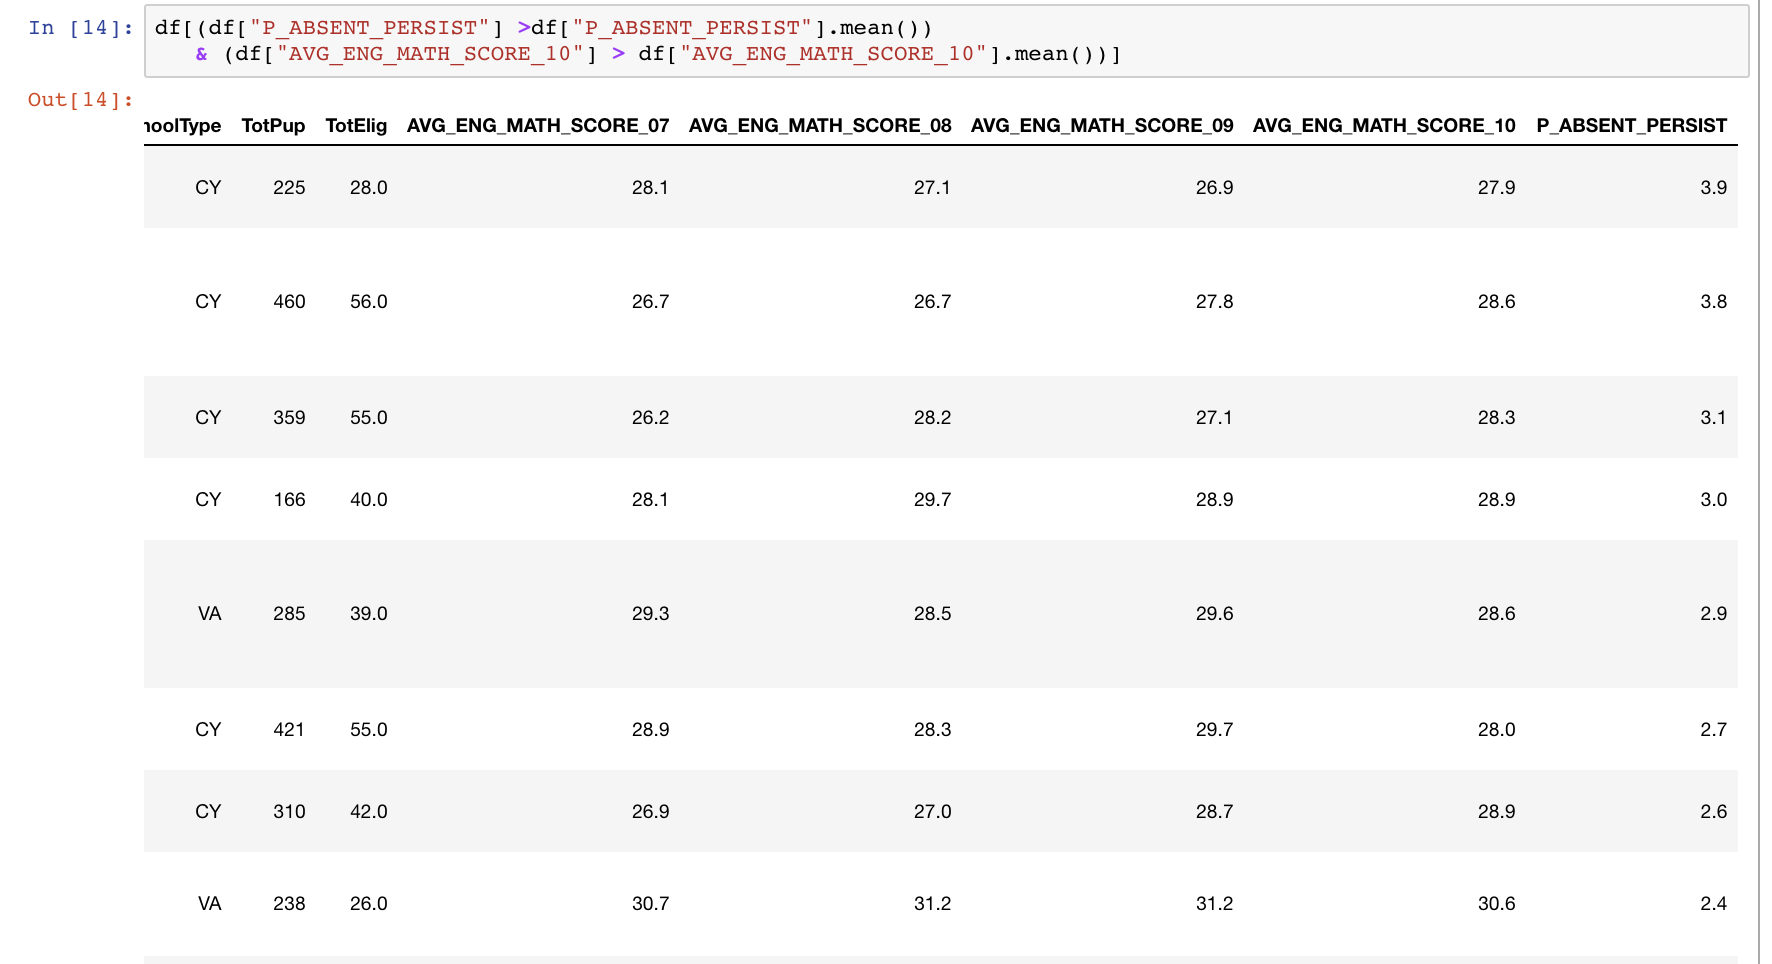 In [14]: df[(df["P_ABSENT_PERSIST"] >df["P_ABSENT_PERSIST"].mean())
& (df["AVG_ENG_MATH_SCORE_10"] > df["AVG_ENG_MATH_SCORE_10"].mean())]
Out[14]:
hoolType TotPup TotElig AVG_ENG_MATH_SCORE_07 AVG_ENG_MATH_SCORE_08 AVG_ENG_MATH_SCORE_09 AVG_ENG_MATH_SCORE_10 P_ABSENT_PERSIST
CY 225 28.0 28.1 27.1 26.9 27.9 3.9
CY 460 56.0 26.7 26.7 27.8 28.6 3.8
CY 359 55.0 26.2 28.2 27.1 28.3 3.1
CY 166 40.0 28.1 29.7 28.9 28.9 3.0
VA 285 39.0 29.3 28.5 29.6 28.6 2.9
CY 421 55.0 28.9 28.3 29.7 28.0 2.7
CY 310 42.0 26.9 27.0 28.7 28.9 2.6
VA 238 26.0 30.7 31.2 31.2 30.6 2.4